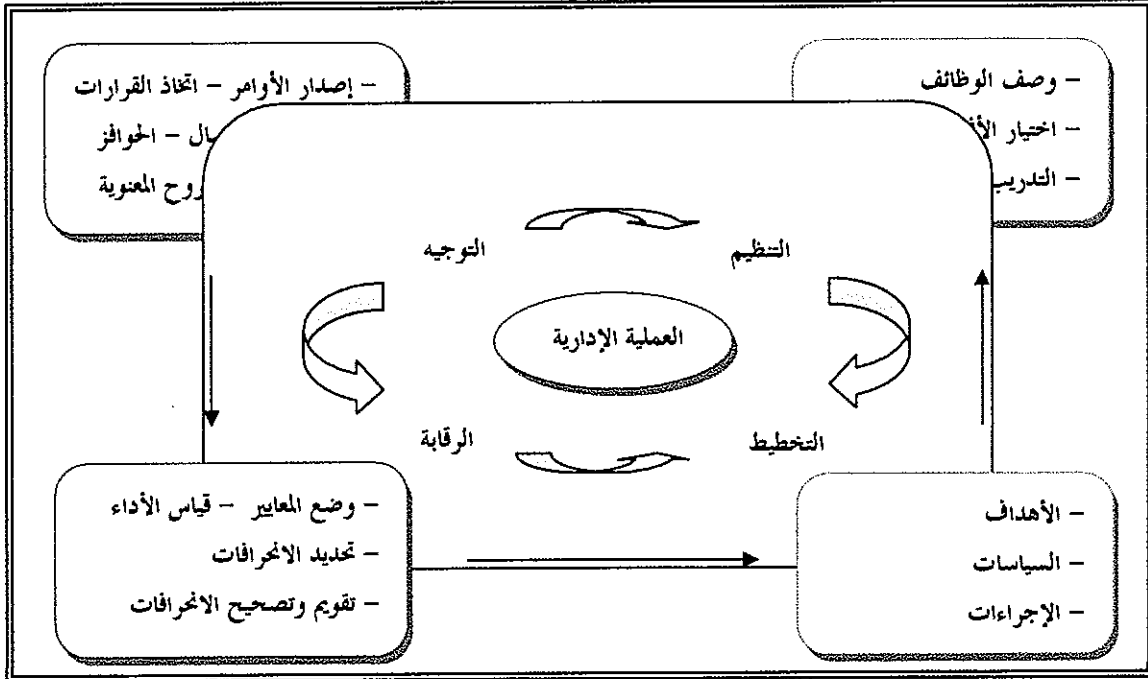 - وصف الوظائف
- اختيار
- التدريب
- إصدار الأوامر - اتخاذ القرارات
- الحوافز
المعنوية
التنظيم
التوجيه
العملية الإدارية
التخطيط
الرقابة
- الأهداف
- السياسات
- الإجراءات
- وضع المعايير - قياس الأداء
- تحديد الانحرافات
- تقويم وتصحيح الانحرافات